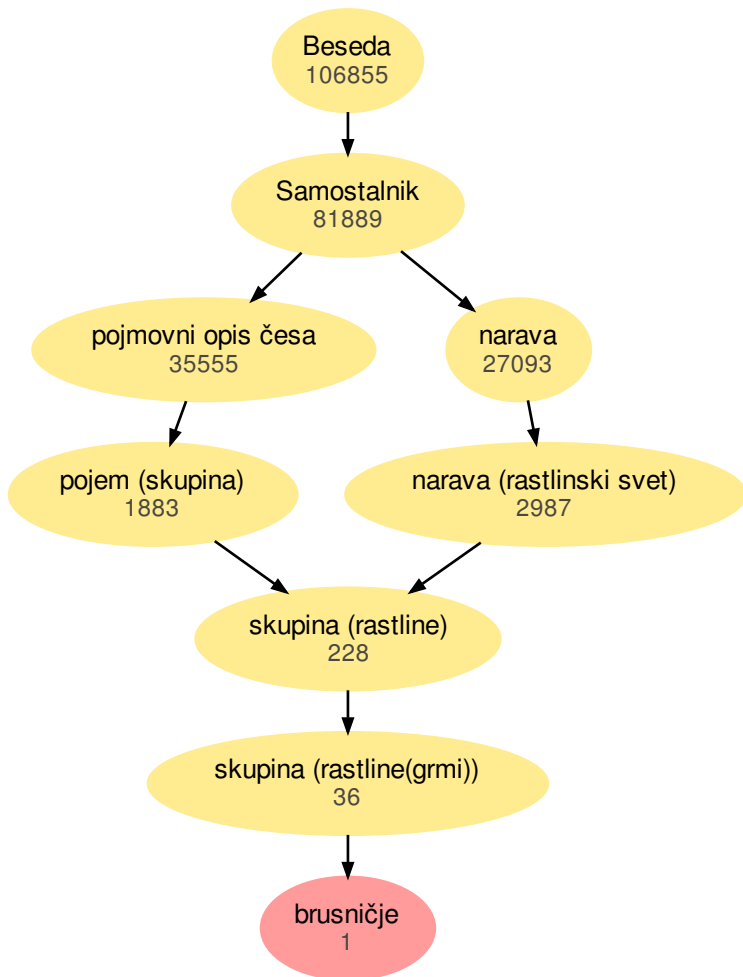 Beseda
106855
Samostalnik
81889
pojmovni opis česa
35555
narava
27093
pojem (skupina)
1883
narava (rastlinski svet)
2987
skupina (rastline)
228
skupina (rastline(grmi))
36
brusničje
1